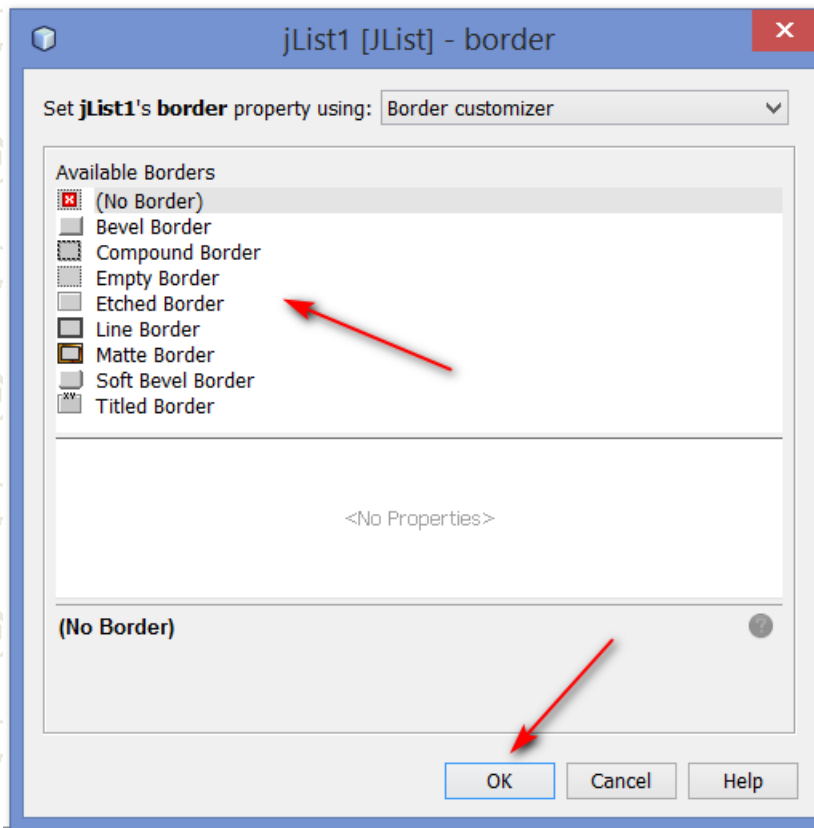 jList1 [JList] - border
Set jList1's border property using: Border customizer
Available Borders
(No Border)
Bevel Border
Compound Border
Empty Border
Etched Border
Line Border
Matte Border
Soft Bevel Border
XY
Titled Border
<No Properties>
(No Border)
?
OK Cancel Help